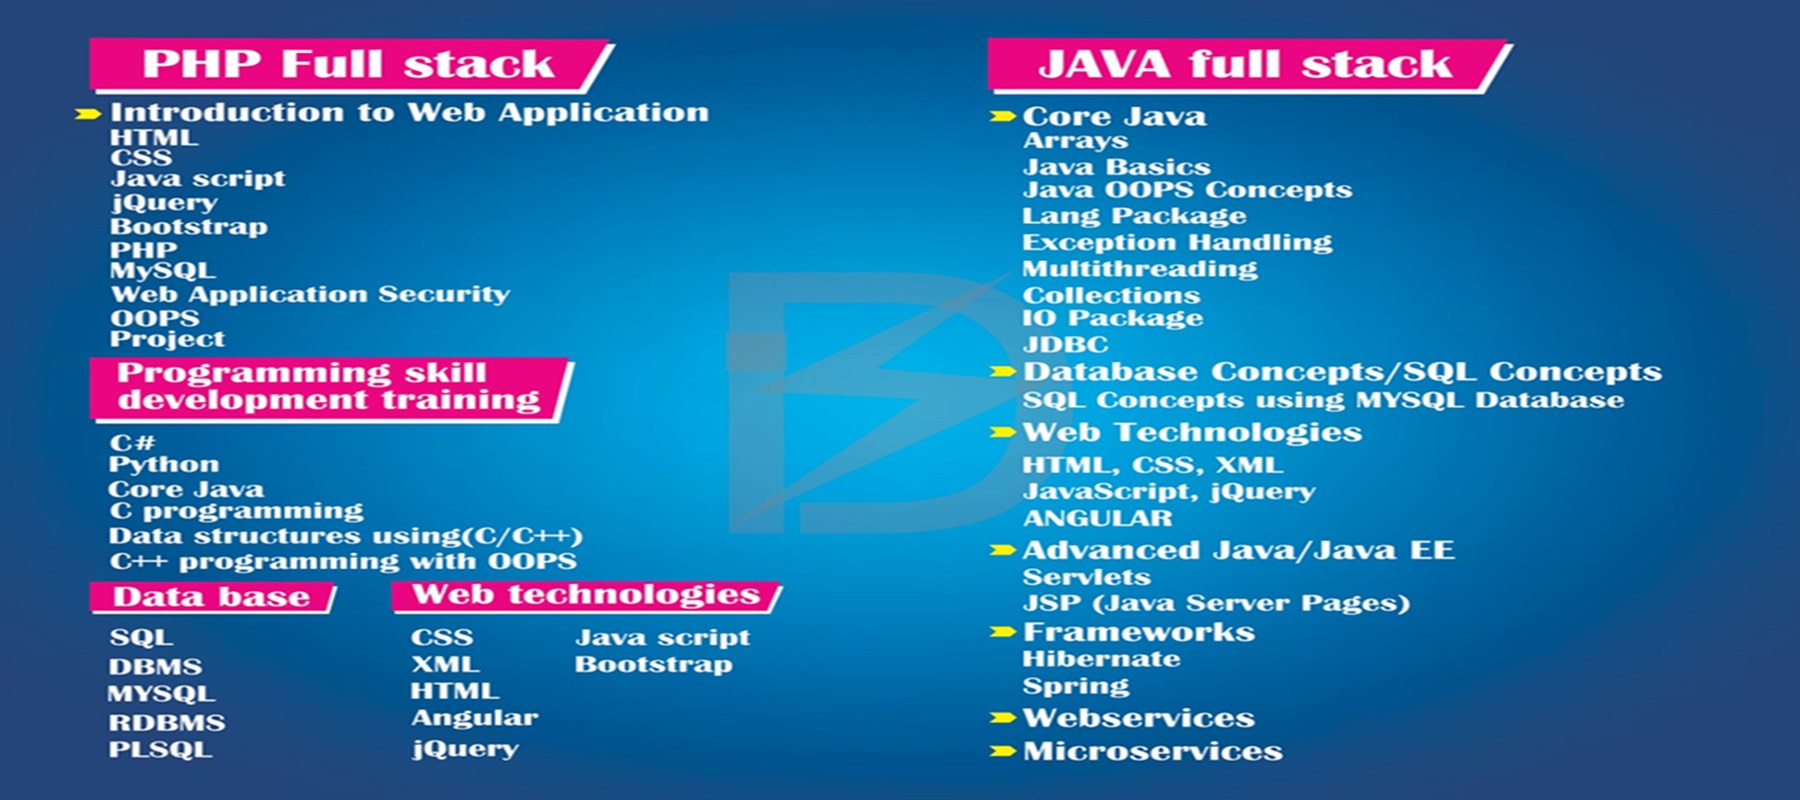 PHP Full stack
Introduction to Web Application
HTML
CSS
Java script
jQuery
Bootstrap
PHP
MySQL
Web Application Security
OOPS
Project
Programming skill
development training
C#
Python
Core Java
C programming
Data structures using(C/C++)
C++ programming with OOPS
Data base
SQL
DBMS
MYSQL
RDBMS
PLSQL
Web technologies
CSS
XML
HTML
Angular
jQuery
Java script
Bootstrap
JAVA full stack
Core Java
Arrays
Java Basics
Java OOPS Concepts
Lang Package
Exception Handling
Multithreading
Collections
IO Package
JDBC
Database Concepts/SQL Concepts
SQL Concepts using MYSQL Database
Web Technologies
HTML, CSS, XML
JavaScript, jQuery
ANGULAR
Advanced Java/Java EE
Servlets
JSP (Java Server Pages)
Frameworks
Hibernate
Spring
Webservices
Microservices